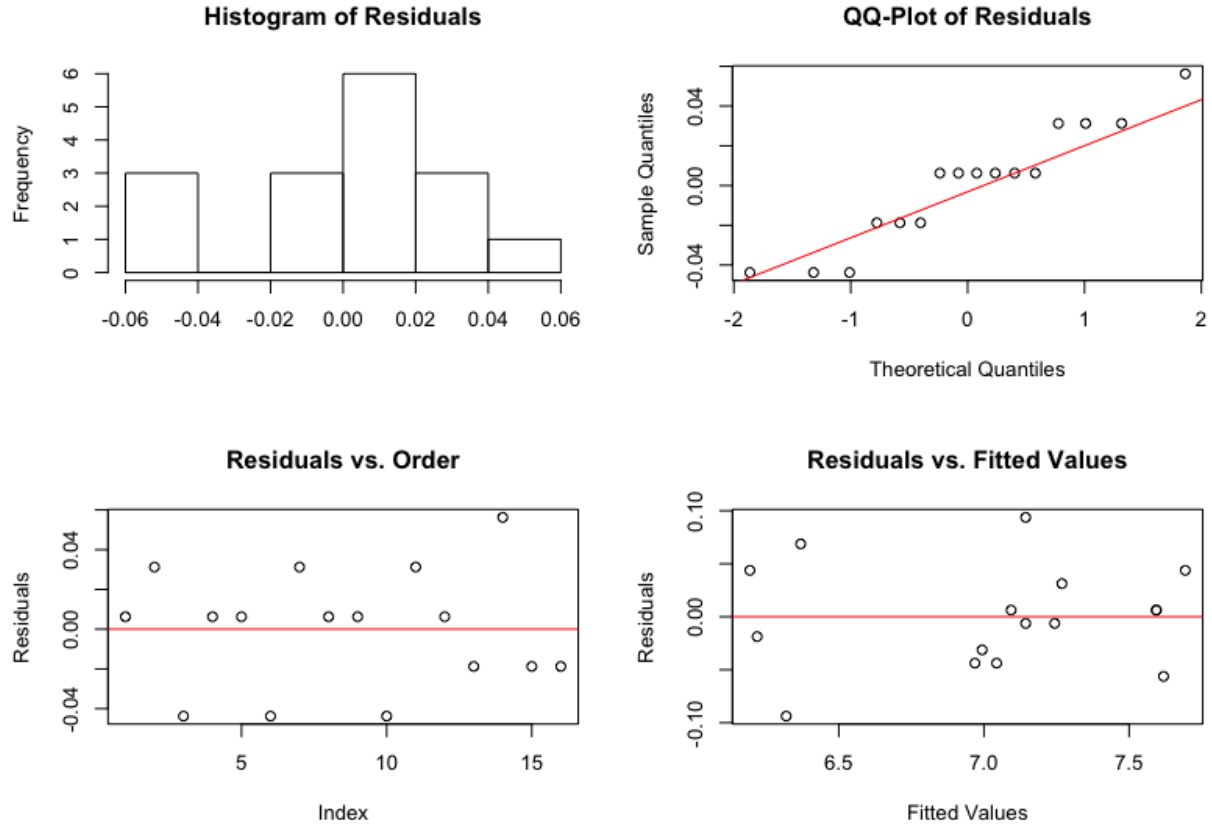 Histogram of Residuals
Frequency
0 1 2 3 4 5 6
-0.06 -0.04 -0.02 0.00 0.02 0.04 0.06
QQ-Plot of Residuals
Sample Quantiles
-0.04 0.00 0.04
-2 -1 0 1 2
Theoretical Quantiles
Residuals vs. Order
Residuals
-0.04 0.00 0.04
5 10 15
Index
Residuals vs. Fitted Values
Residuals
-0.10 0.00 0.10
6.5 7.0 7.5
Fitted Values